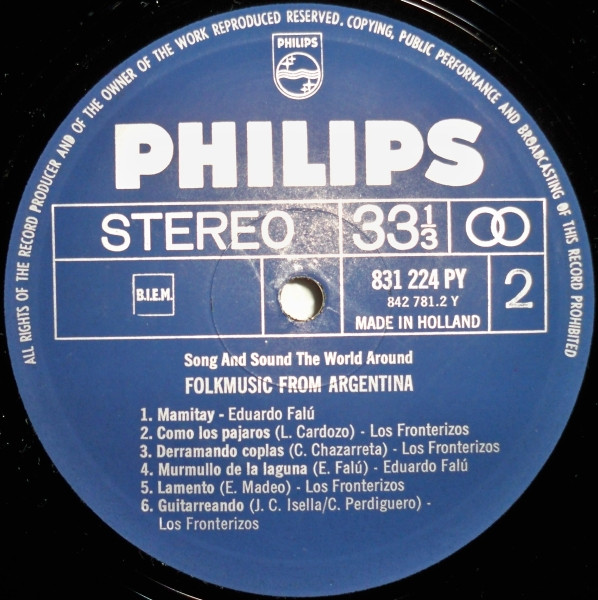 ALL RIGHTS OF THE RECORD PRODUCER AND OF THE OWNER OF THE WORK REPRODUCED RESERVED. COPYING, PUBLIC PERFORMANCE AND BROADCASTING OF THIS RECORD PROHIBITED
PHILIPS
PHILIPS
STEREO 33⅓
B.I.E.M.
831 224 PY
842 781.2 Y
MADE IN HOLLAND
2
Song And Sound The World Around
FOLKMUSIC FROM ARGENTINA
1. Mamitay - Eduardo Falú
2. Como los pajaros (L. Cardozo) - Los Fronterizos
3. Derramando coplas (C. Chazarreta) - Los Fronterizos
4. Murmullo de la laguna (E. Falú) - Eduardo Falú
5. Lamento (E. Madeo) - Los Fronterizos
6. Guitarreando (J. C. Isella/C. Perdiguero) -
Los Fronterizos